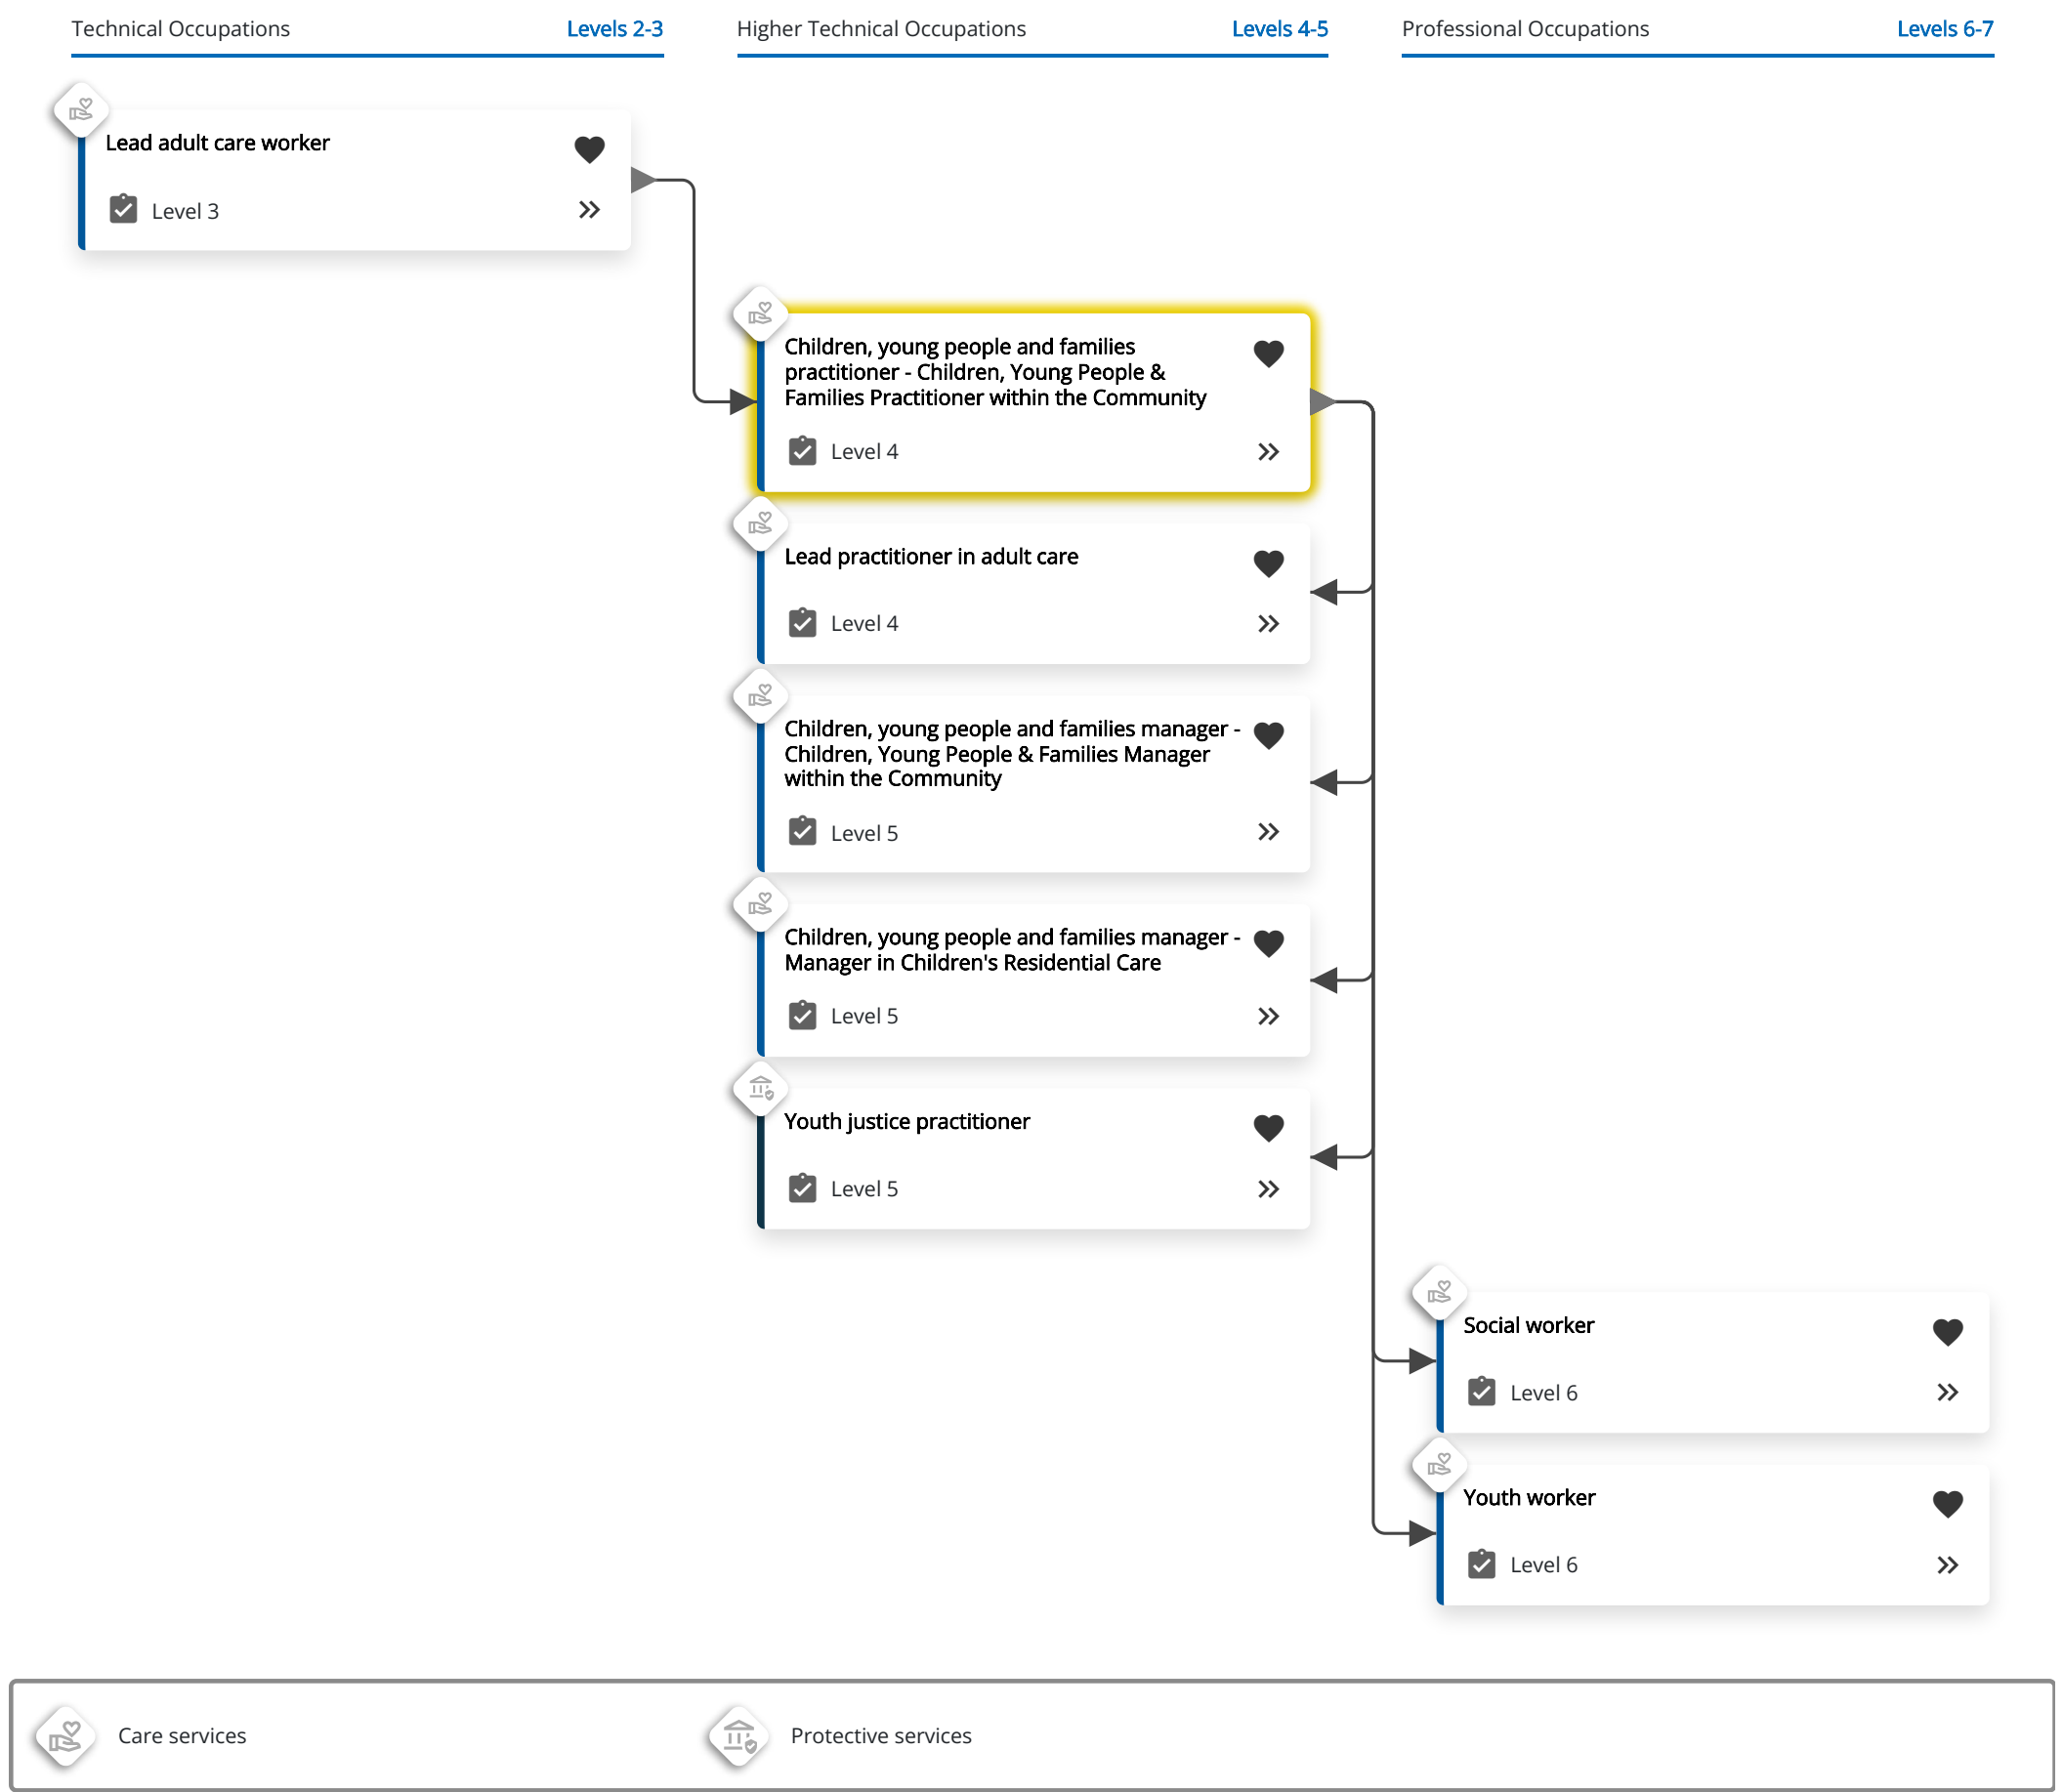 Technical Occupations
Levels 2-3
Higher Technical Occupations
Levels 4-5
Professional Occupations
Levels 6-7
Lead adult care worker
Level 3
Children, young people and families
practitioner - Children, Young People &
Families Practitioner within the Community
Level 4
Lead practitioner in adult care
Level 4
Children, young people and families manager -
Children, Young People & Families Manager
within the Community
Level 5
Children, young people and families manager -
Manager in Children's Residential Care
Level 5
Youth justice practitioner
Level 5
Social worker
Level 6
Youth worker
Level 6
Care services
Protective services